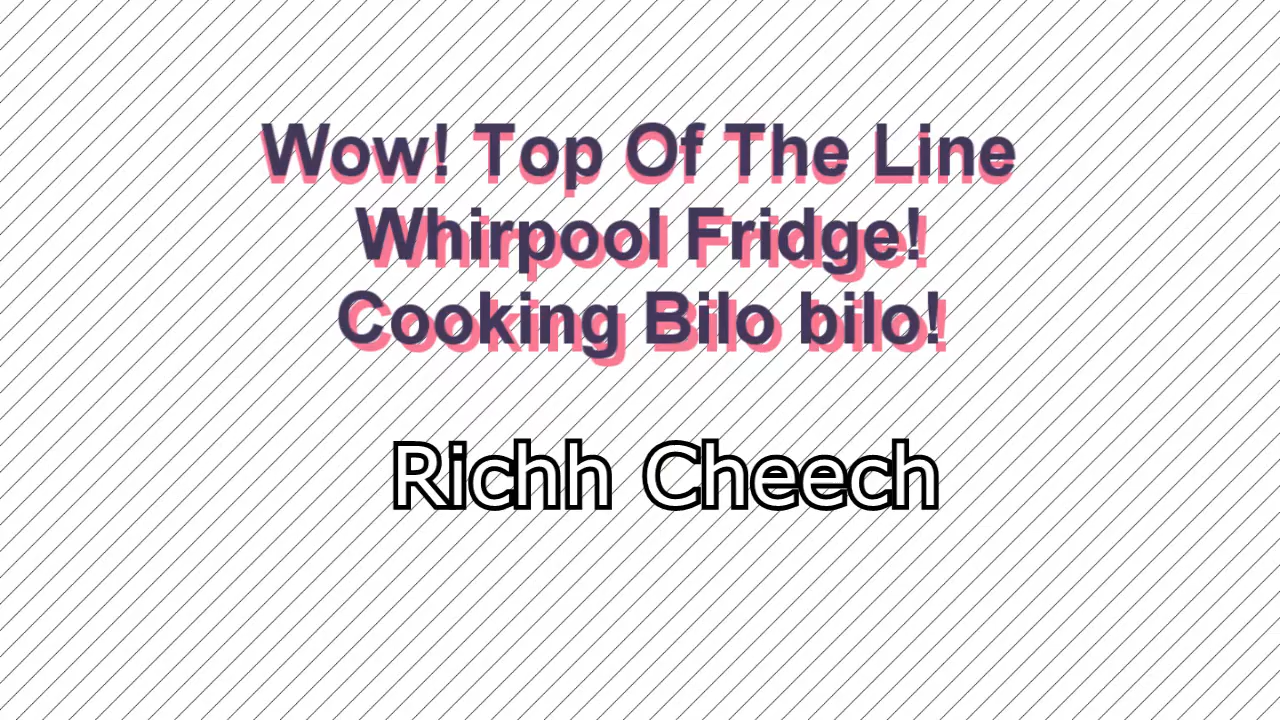 Wow! Top Of The Line
Whirpool Fridge!
Cooking Bilo bilo!
Richh Cheech